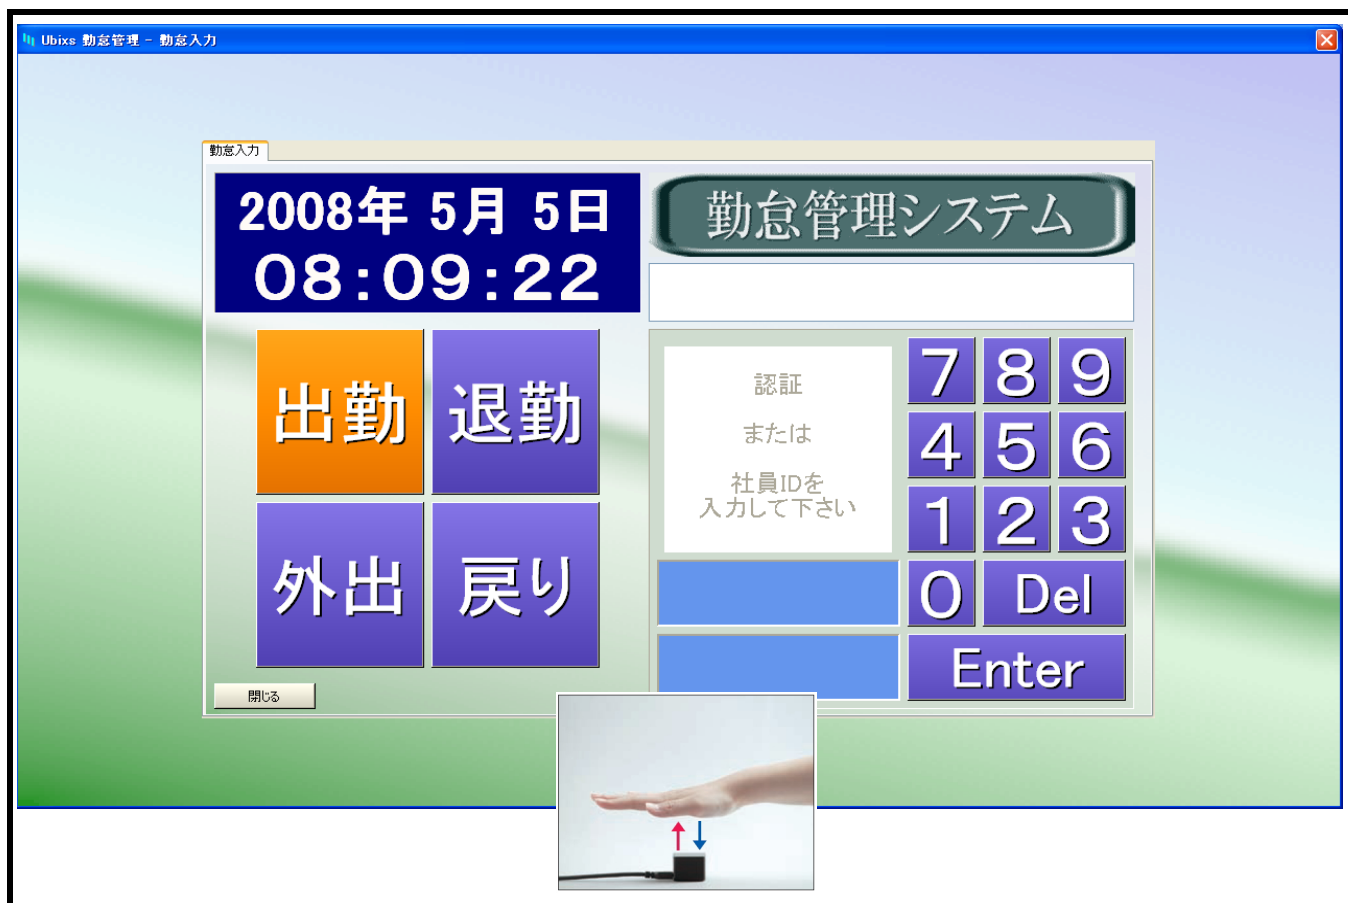 Ubixs 勤怠管理 - 勤怠入力
勤怠入力
2008年 5月 5日
08:09:22
勤怠管理システム
出勤 退勤
外出 戻り
認証
または
社員IDを
入力して下さい
7 8 9
4 5 6
1 2 3
0 Del
Enter
閉じる